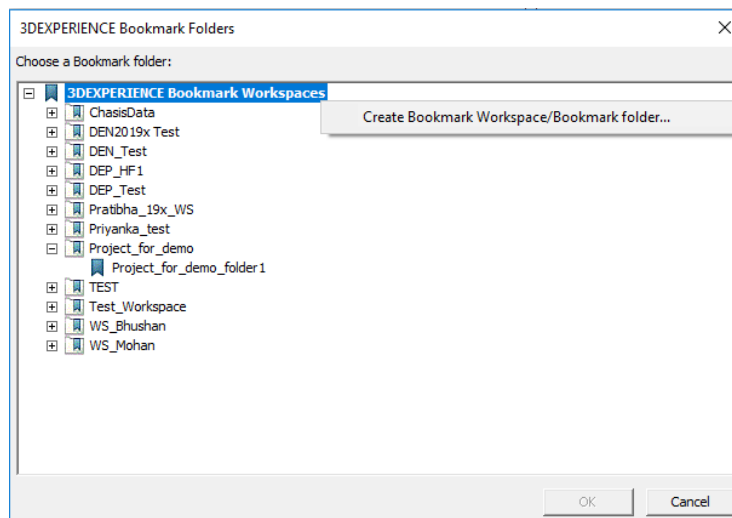 3DEXPERIENCE Bookmark Folders
Choose a Bookmark folder:
3DEXPERIENCE Bookmark Workspaces
ChasisData
Create Bookmark Workspace/Bookmark folder...
DEN2019x Test
DEN_Test
DEP_HF1
DEP_Test
Pratibha_19x_WS
Priyanka_test
Project_for_demo
Project_for_demo_folder1
TEST
Test_Workspace
WS_Bhushan
WS_Mohan
OK
Cancel